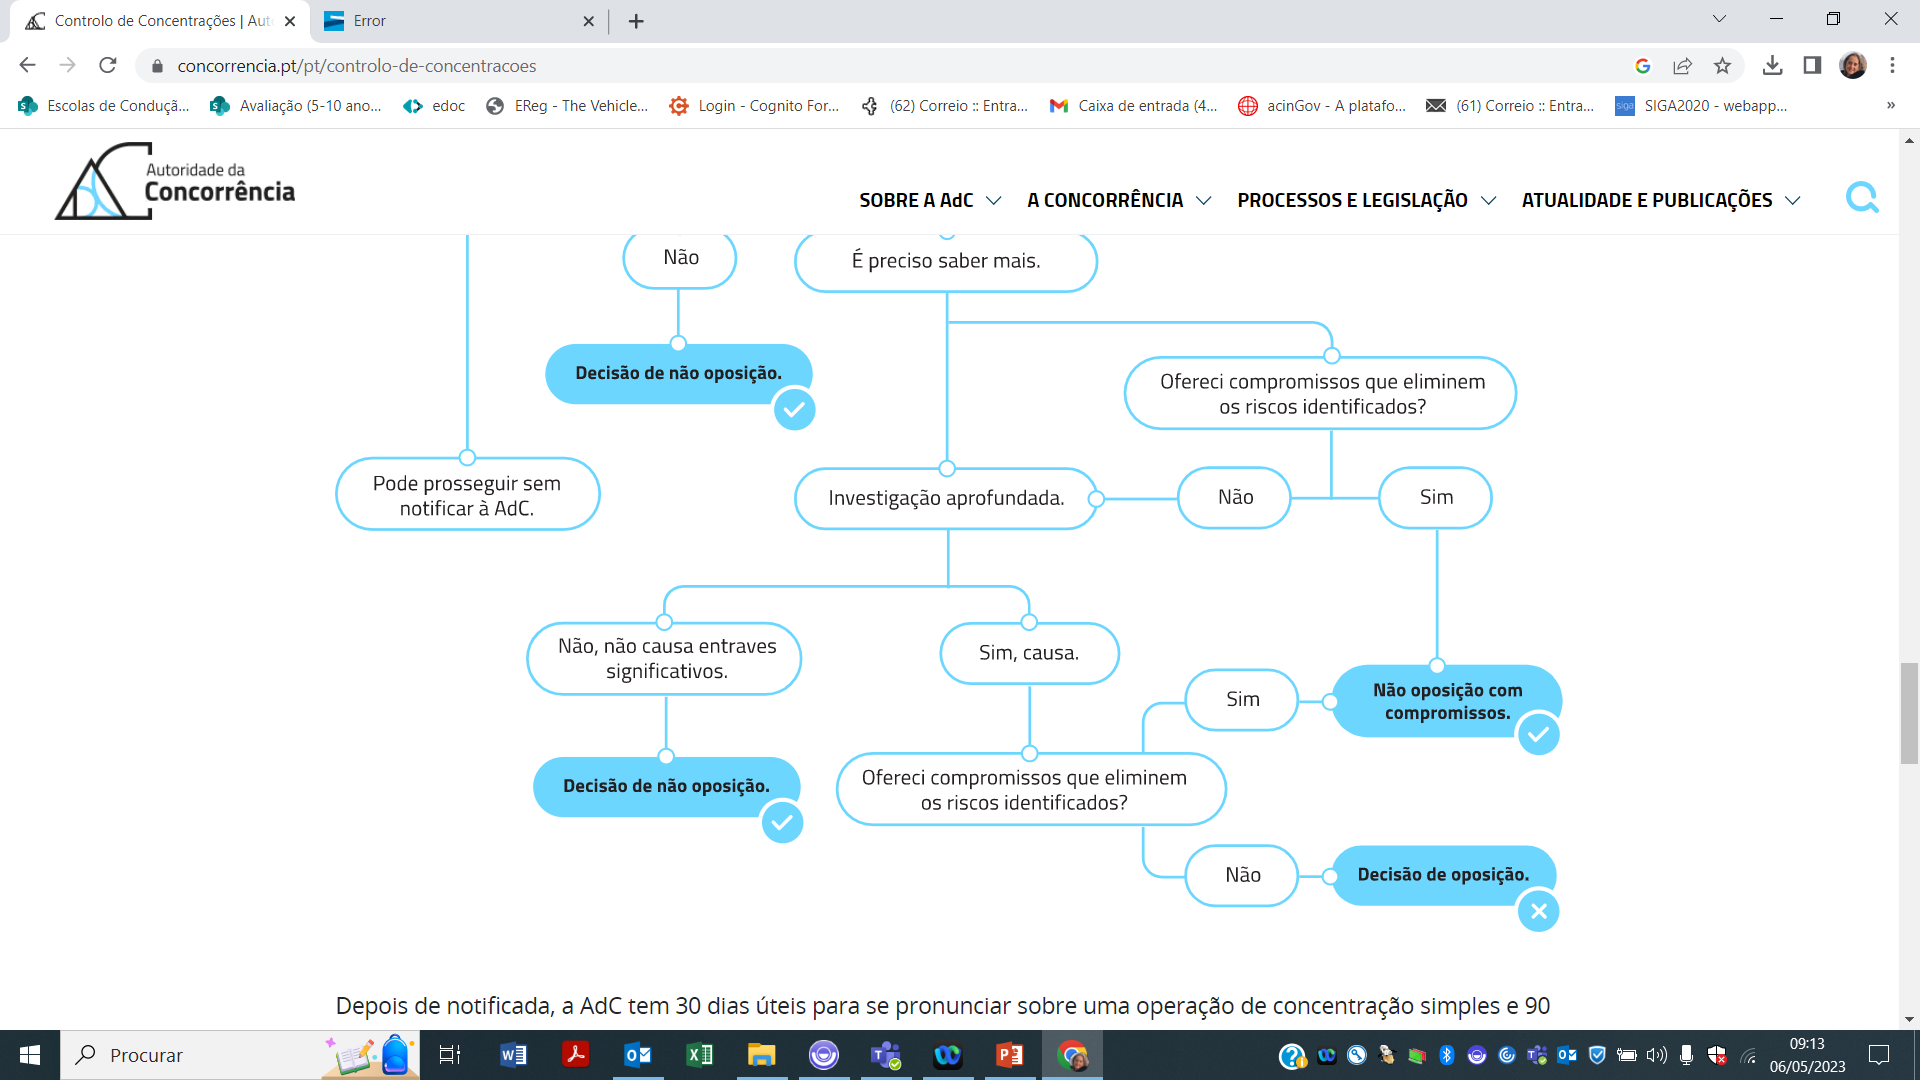 Controlo de Concentrações | Aut
Error
concorrencia.pt/pt/controlo-de-concentracoes
Escolas de Conduçã...
Avaliação (5-10 ano...
edoc
EReg - The Vehicle...
Login - Cognito For...
(62) Correio :: Entra...
Caixa de entrada (4...
acinGov - A platafo...
(61) Correio :: Entra...
SIGA2020 - webapp...
»
Autoridade da
Concorrência
SOBRE A AdC
A CONCORRÊNCIA
PROCESSOS E LEGISLAÇÃO
ATUALIDADE E PUBLICAÇÕES
Não
É preciso saber mais.
Decisão de não oposição.
Ofereci compromissos que eliminem
os riscos identificados?
Pode prosseguir sem
notificar à AdC.
Investigação aprofundada.
Não
Sim
Não, não causa entraves
significativos.
Sim, causa.
Sim
Não oposição com
compromissos.
Decisão de não oposição.
Ofereci compromissos que eliminem
os riscos identificados?
Não
Decisão de oposição.
Depois de notificada, a AdC tem 30 dias úteis para se pronunciar sobre uma operação de concentração simples e 90
Procurar
09:13
06/05/2023